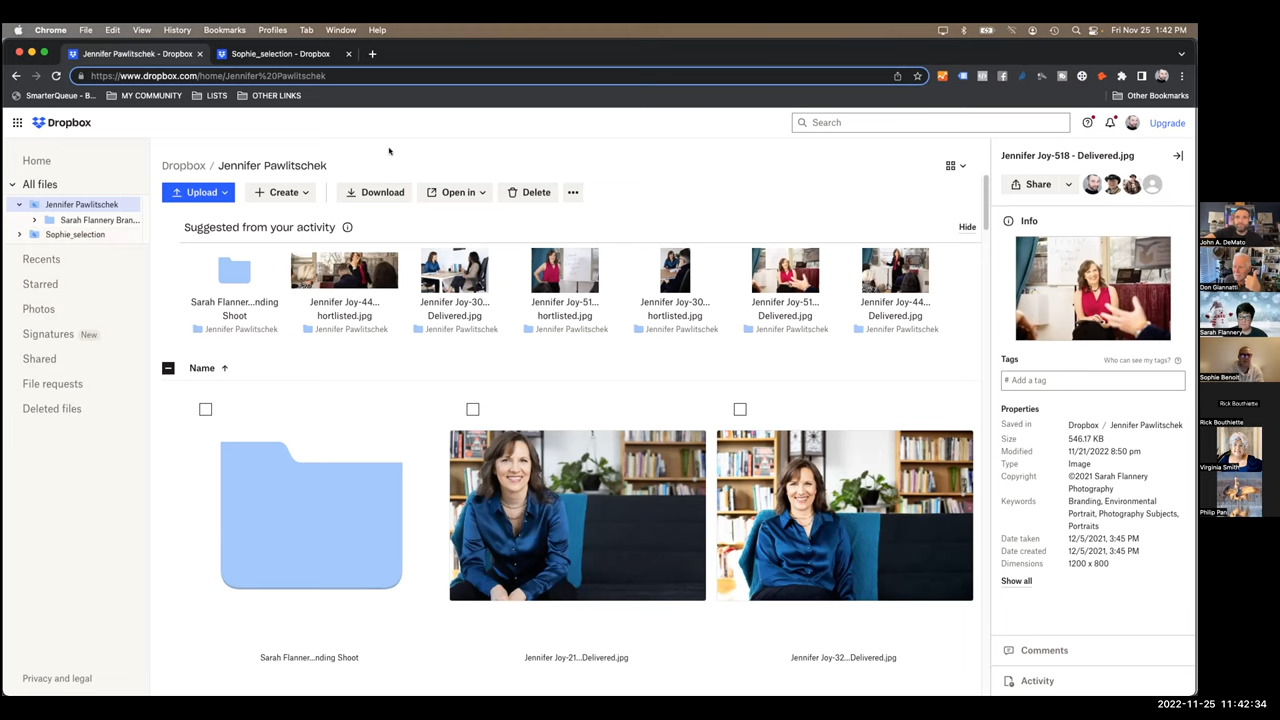 Chrome File Edit View History Bookmarks Profiles Tab Window Help
Fri Nov 25 1:42 PM
Jennifer Pawlitschek - Dropbox
Sophie_selection - Dropbox
https://www.dropbox.com/home/Jennifer%20Pawlitschek
SmarterQueue - B...
MY COMMUNITY
LISTS
OTHER LINKS
Other Bookmarks
Dropbox
Search
Upgrade
Home
All files
Jennifer Pawlitschek
Sarah Flannery Bran...
Sophie_selection
Recents
Starred
Photos
Signatures New
Shared
File requests
Deleted files
Privacy and legal
Dropbox / Jennifer Pawlitschek
Upload
Create
Download
Open in
Delete
Suggested from your activity
Hide
Sarah Flanner...nding Shoot
Jennifer Pawlitschek
Jennifer Joy-44...hortlisted.jpg
Jennifer Pawlitschek
Jennifer Joy-30...Delivered.jpg
Jennifer Pawlitschek
Jennifer Joy-51...hortlisted.jpg
Jennifer Pawlitschek
Jennifer Joy-30...hortlisted.jpg
Jennifer Pawlitschek
Jennifer Joy-51...Delivered.jpg
Jennifer Pawlitschek
Jennifer Joy-44...Delivered.jpg
Jennifer Pawlitschek
Name
Sarah Flanner...nding Shoot
Jennifer Joy-21...Delivered.jpg
Jennifer Joy-32...Delivered.jpg
Jennifer Joy-518 - Delivered.jpg
Share
Info
Tags
Who can see my tags?
# Add a tag
Properties
Saved in Dropbox / Jennifer Pawlitschek
Size 546.17 KB
Modified 11/21/2022 8:50 pm
Type Image
Copyright ©2021 Sarah Flannery
Photography
Keywords Branding, Environmental
Portrait, Photography Subjects,
Portraits
Date taken 12/5/2021, 3:45 PM
Date created 12/5/2021, 3:45 PM
Dimensions 1200 x 800
Show all
Comments
Activity
John A. DeMato
Don Giannatti
Sarah Flannery
Sophie Benoit
Rick Bouthiette
Rick Bouthiette
Virginia Smith
Philip Pan
2022-11-25 11:42:34